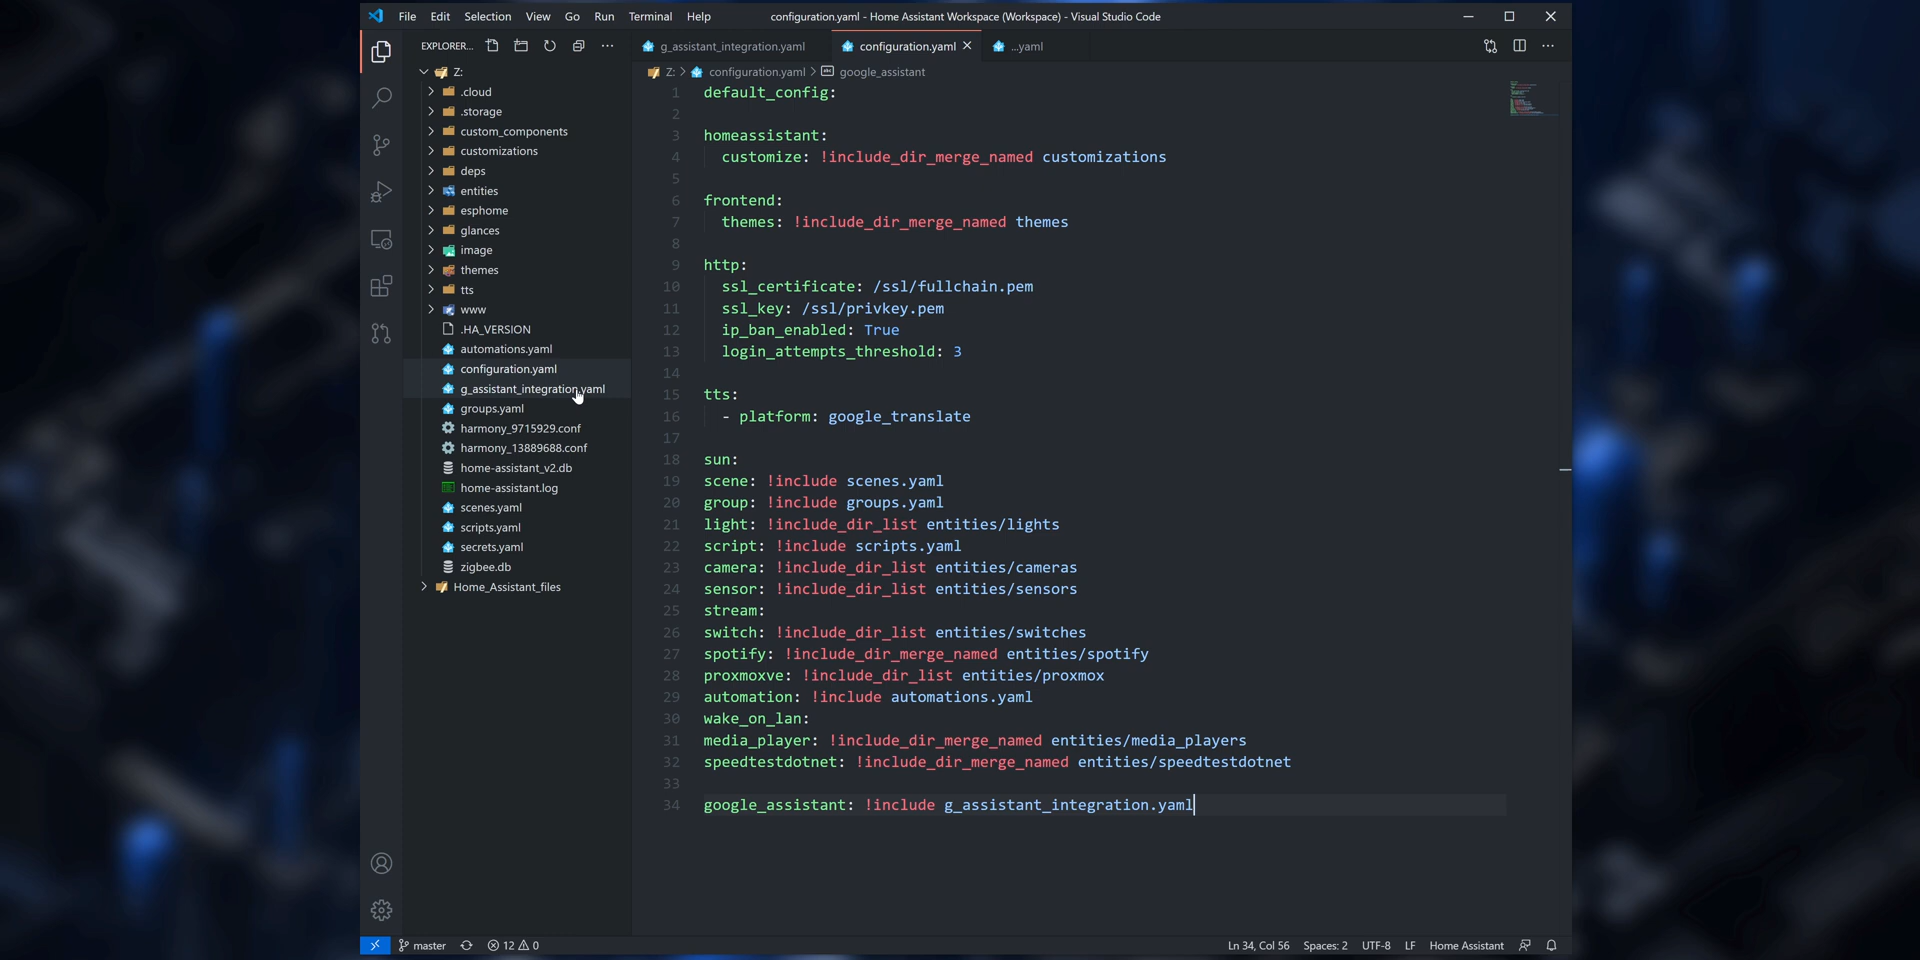 File Edit Selection View Go Run Terminal Help
configuration.yaml - Home Assistant Workspace (Workspace) - Visual Studio Code
EXPLORER...
g_assistant_integration.yaml
configuration.yaml
...yaml
Z:
.cloud
.storage
custom_components
customizations
deps
entities
esphome
glances
image
themes
tts
www
.HA_VERSION
automations.yaml
configuration.yaml
g_assistant_integration.yaml
groups.yaml
harmony_9715929.conf
harmony_13889688.conf
home-assistant_v2.db
home-assistant.log
scenes.yaml
scripts.yaml
secrets.yaml
zigbee.db
Home_Assistant_files
Z: > configuration.yaml > google_assistant
1 default_config:
2
3 homeassistant:
4 customize: !include_dir_merge_named customizations
5
6 frontend:
7 themes: !include_dir_merge_named themes
8
9 http:
10 ssl_certificate: /ssl/fullchain.pem
11 ssl_key: /ssl/privkey.pem
12 ip_ban_enabled: True
13 login_attempts_threshold: 3
14
15 tts:
16 - platform: google_translate
17
18 sun:
19 scene: !include scenes.yaml
20 group: !include groups.yaml
21 light: !include_dir_list entities/lights
22 script: !include scripts.yaml
23 camera: !include_dir_list entities/cameras
24 sensor: !include_dir_list entities/sensors
25 stream:
26 switch: !include_dir_list entities/switches
27 spotify: !include_dir_merge_named entities/spotify
28 proxmoxve: !include_dir_list entities/proxmox
29 automation: !include automations.yaml
30 wake_on_lan:
31 media_player: !include_dir_merge_named entities/media_players
32 speedtestdotnet: !include_dir_merge_named entities/speedtestdotnet
33
34 google_assistant: !include g_assistant_integration.yaml
master 12 0
Ln 34, Col 56 Spaces: 2 UTF-8 LF Home Assistant